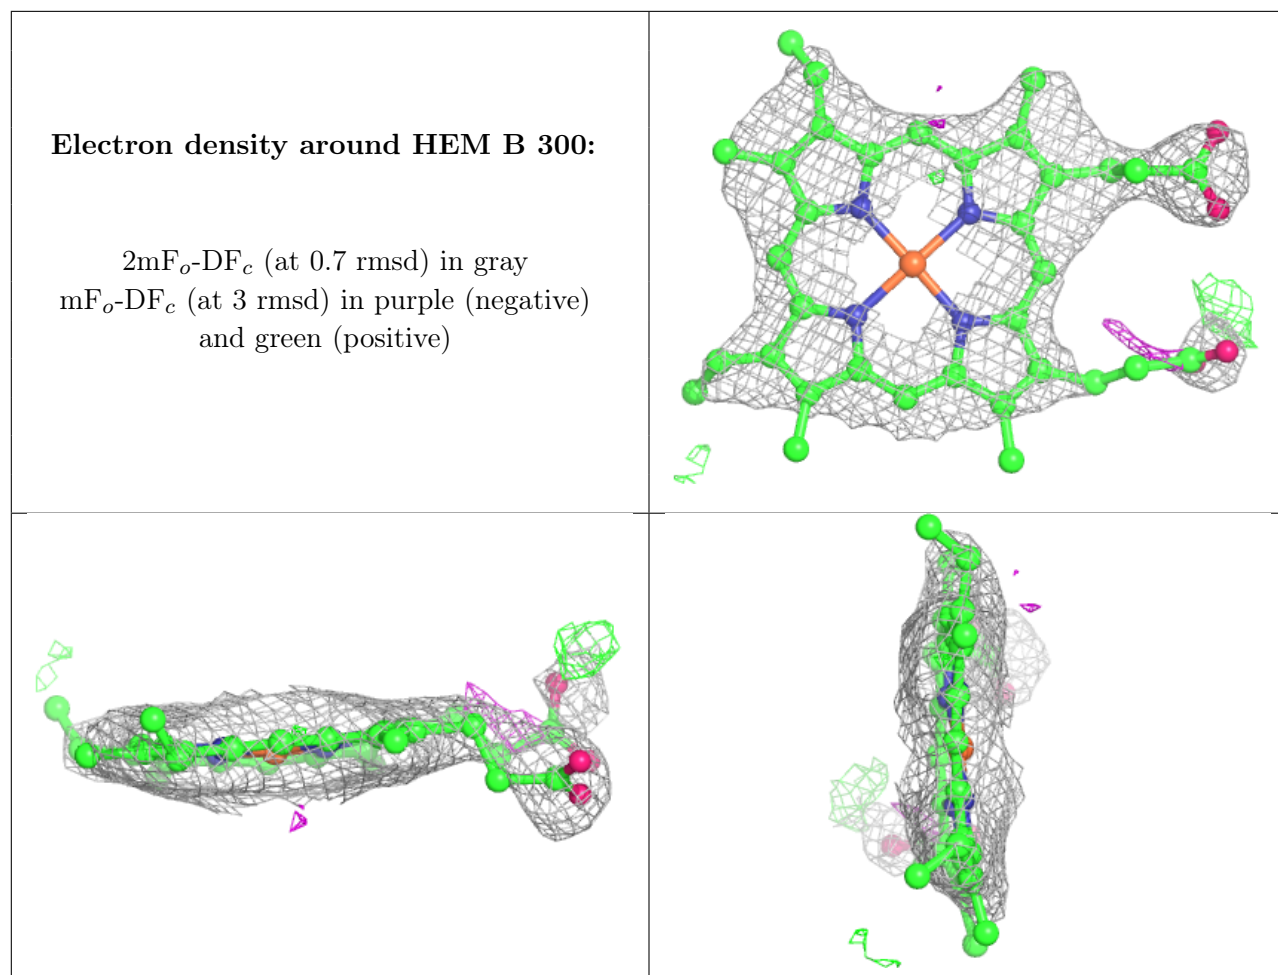 Electron density around HEM B 300:
2mFₒ-DF𝒸 (at 0.7 rmsd) in gray
mFₒ-DF𝒸 (at 3 rmsd) in purple (negative)
and green (positive)